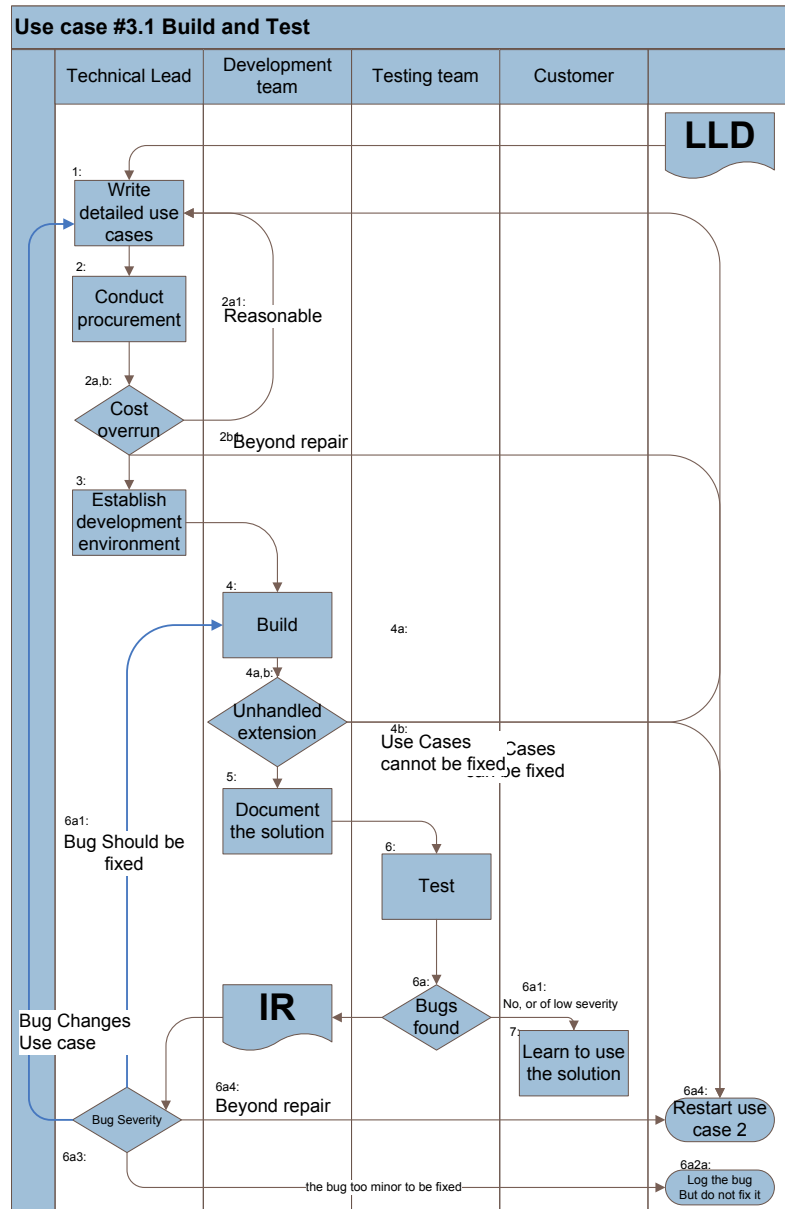 Use case #3.1 Build and Test
Technical Lead
Development
team
Testing team
Customer
LLD
1:
Write
detailed use
cases
2:
Conduct
procurement
2a1:
Reasonable
2a,b:
Cost
overrun
2b1:
Beyond repair
3:
Establish
development
environment
4:
Build
4a:
4a,b:
Unhandled
extension
4b:
Use Cases
cannot be fixed
Cases
can be fixed
5:
Document
the solution
6a1:
Bug Should be
fixed
6:
Test
6a:
Bugs
found
6a1:
No, or of low severity
IR
7:
Learn to use
the solution
Bug Changes
Use case
6a4:
Beyond repair
Bug Severity
6a4:
Restart use
case 2
6a3:
the bug too minor to be fixed
6a2a:
Log the bug
But do not fix it